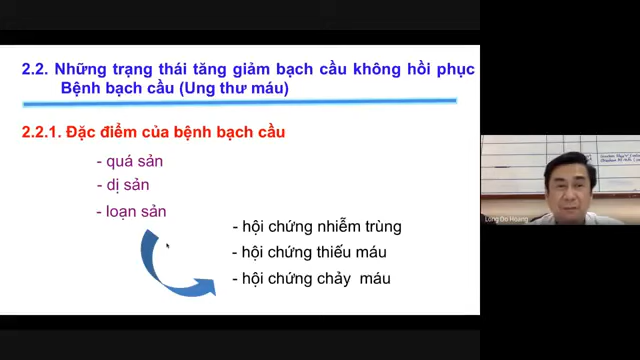 2.2. Những trạng thái tăng giảm bạch cầu không hồi phục
Bệnh bạch cầu (Ung thư máu)
2.2.1. Đặc điểm của bệnh bạch cầu
- quá sản
- dị sản
- loạn sản
- hội chứng nhiễm trùng
- hội chứng thiếu máu
- hội chứng chảy máu
Long Do Hoang